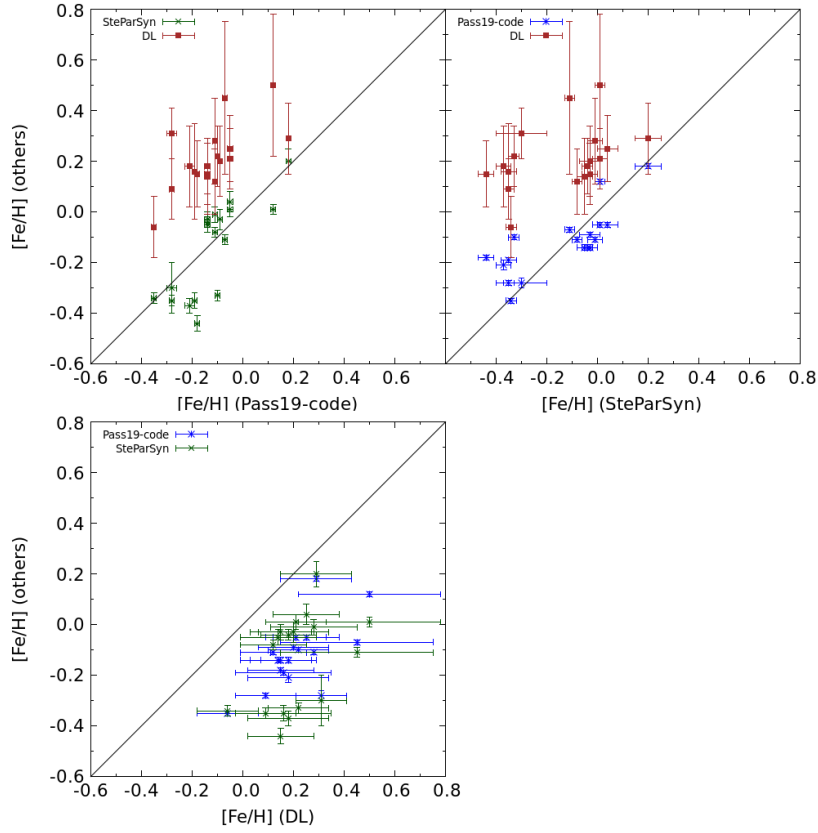 0.8
0.6
0.4
0.2
0.0
-0.2
-0.4
-0.6
[Fe/H] (others)
SteParSyn
DL
-0.6 -0.4 -0.2 0.0 0.2 0.4 0.6
[Fe/H] (Pass19-code)
Pass19-code
DL
-0.4 -0.2 0.0 0.2 0.4 0.6 0.8
[Fe/H] (SteParSyn)
0.8
0.6
0.4
0.2
0.0
-0.2
-0.4
-0.6
[Fe/H] (others)
Pass19-code
SteParSyn
-0.6 -0.4 -0.2 0.0 0.2 0.4 0.6 0.8
[Fe/H] (DL)